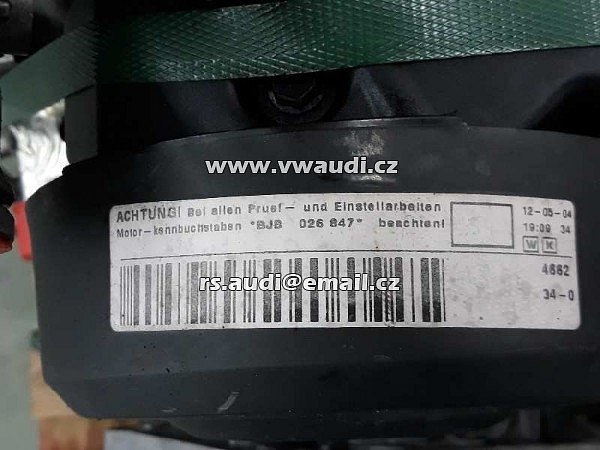 www.vwaudi.cz
ACHTUNG! Bei allen Pruef- und Einstellarbeiten
Motor-kennbuchstaben *BJB 026 847* beachten!
12-05-04
19:09 34
W K
4662
34-0
rs.audi@email.cz